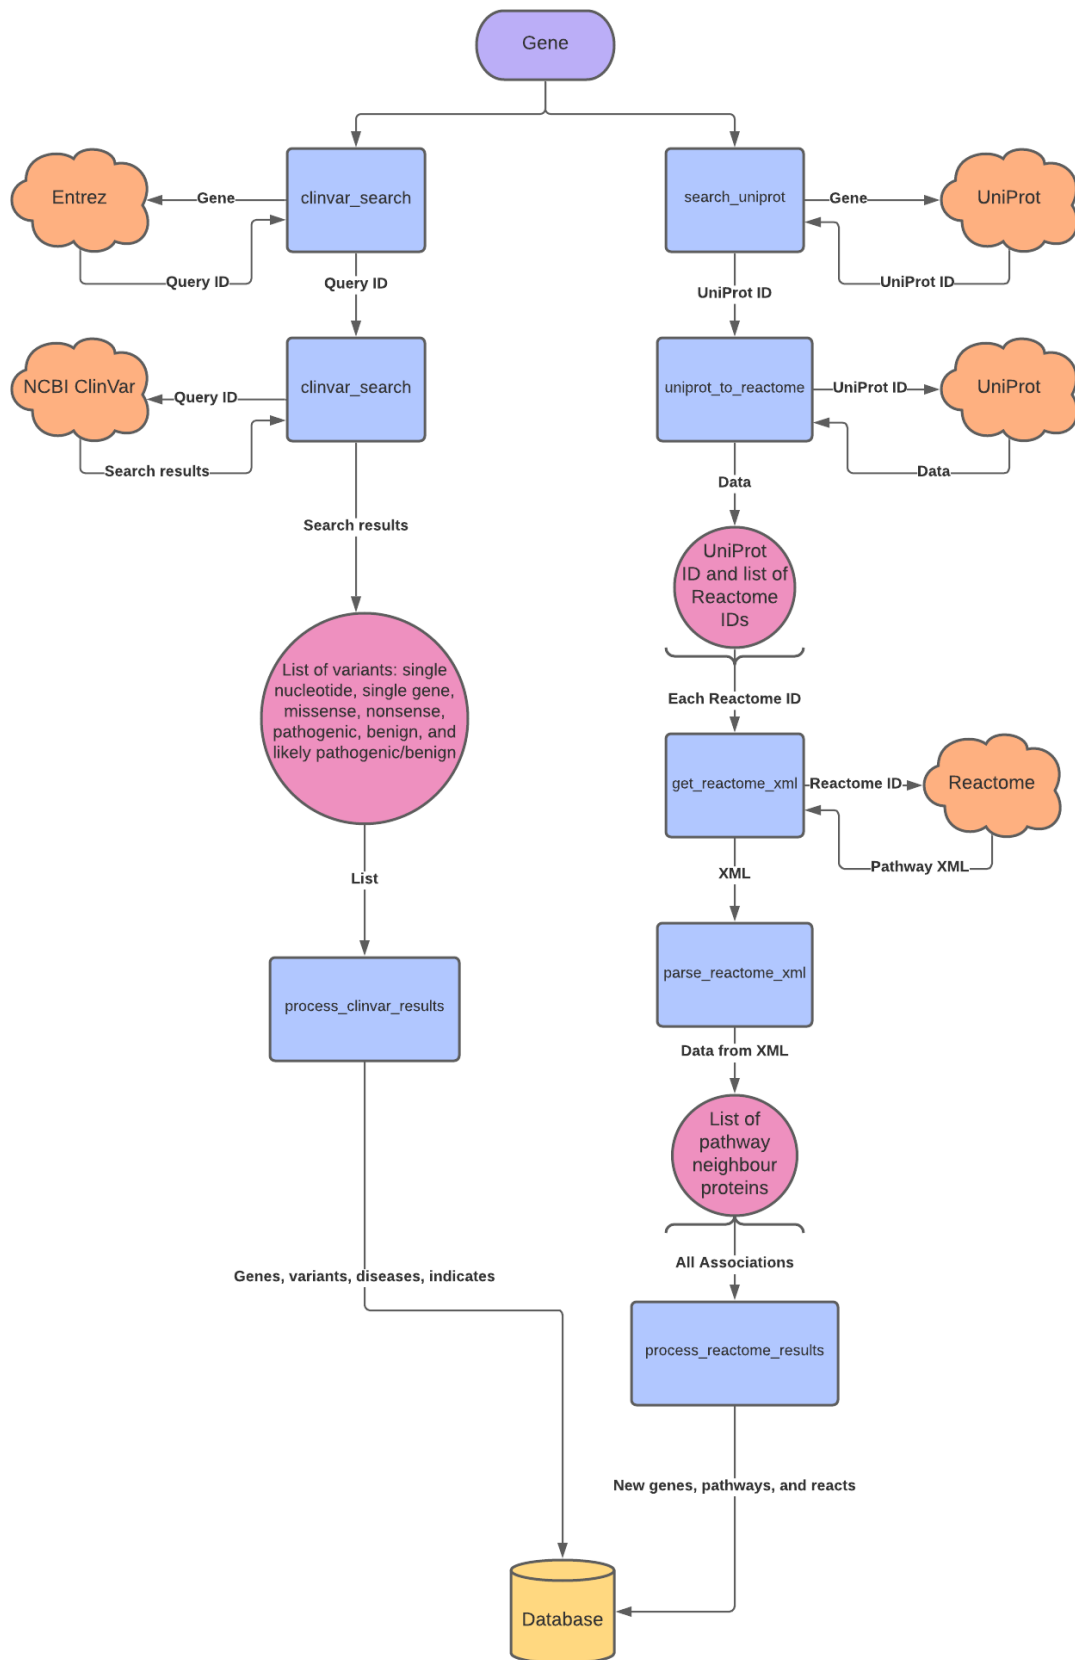 Gene
Entrez
Gene
clinvar_search
search_uniprot
Gene
UniProt
Query ID
Query ID
UniProt ID
UniProt ID
NCBI ClinVar
Query ID
clinvar_search
uniprot_to_reactome
UniProt ID
UniProt
Search results
Data
Data
Search results
UniProt
ID and list of
Reactome
IDs
List of variants: single
nucleotide, single gene,
missense, nonsense,
pathogenic, benign, and
likely pathogenic/benign
Each Reactome ID
get_reactome_xml
Reactome ID
Reactome
Pathway XML
List
XML
process_clinvar_results
parse_reactome_xml
Data from XML
List of
pathway
neighbour
proteins
Genes, variants, diseases, indicates
All Associations
process_reactome_results
New genes, pathways, and reacts
Database